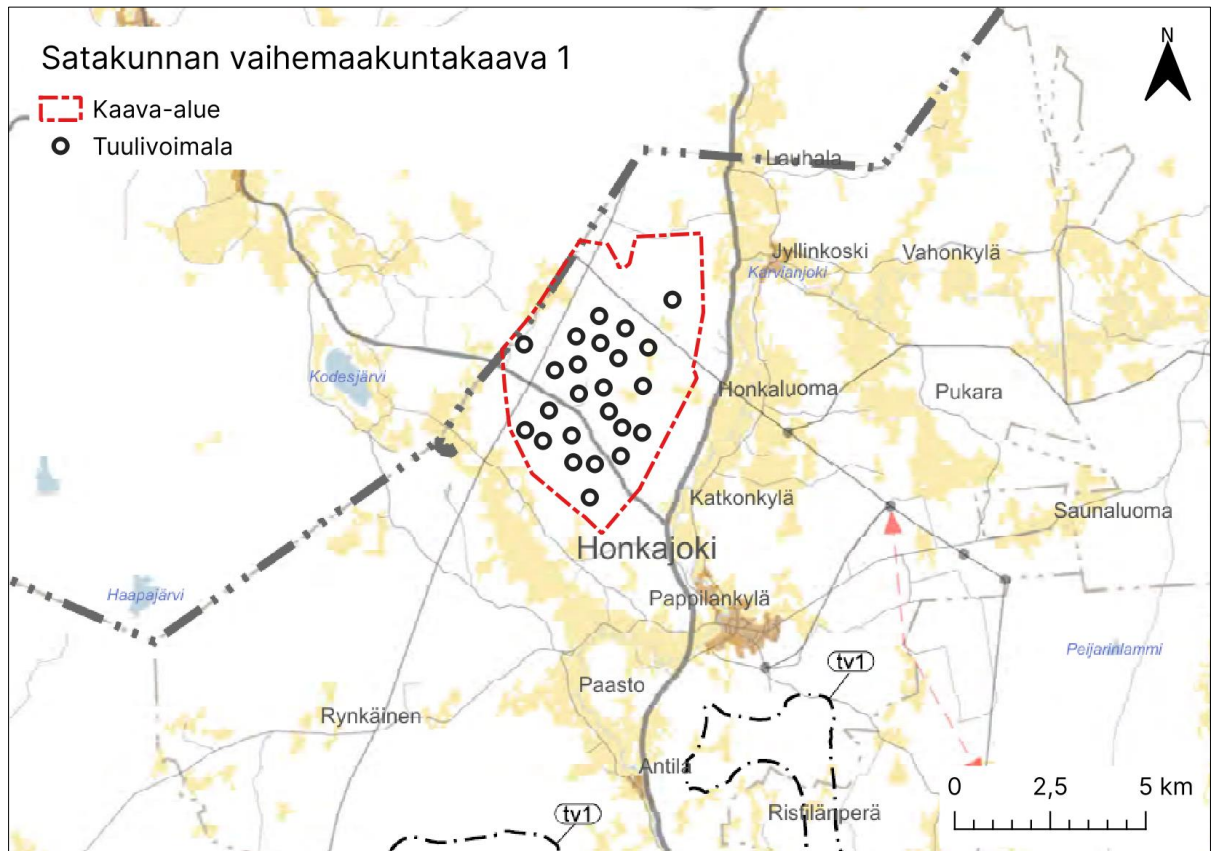 Satakunnan vaihemaakuntakaava 1
N
Kaava-alue
Tuulivoimala
Lauhala
Jyllinkoski
Vahonkylä
Karvianjoki
Kodesjärvi
Honkaluoma
Pukara
Katkonkylä
Saunaluoma
Honkajoki
Haapajärvi
Pappilankylä
Peijarinlammi
tv1
Paasto
Rynkäinen
Antila
0 2,5 5 km
tv1
Ristilänperä